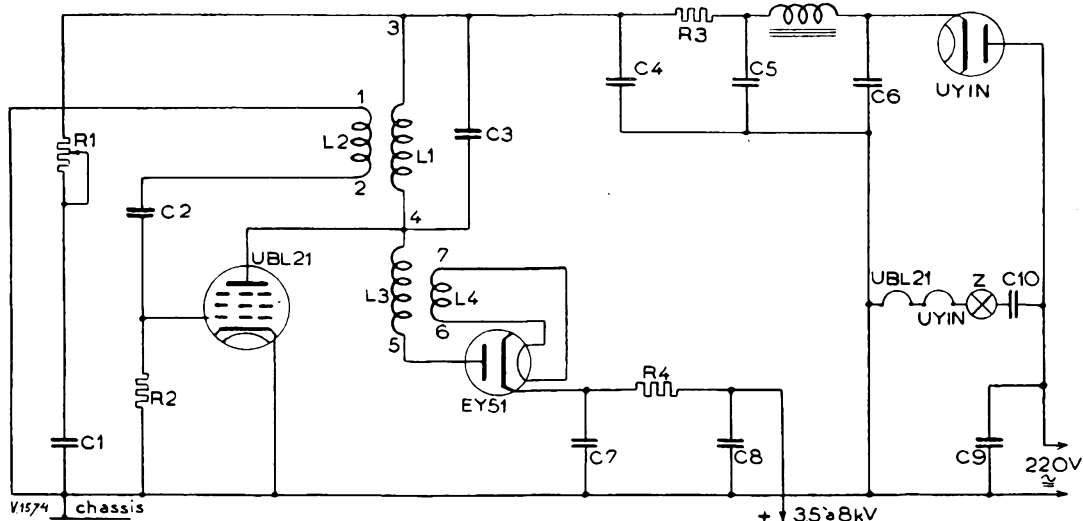 3
R3
C4
C5
C6
UY1N
1
R1
L2
L1
C3
2
C2
4
UBL21
7
L3
L4
6
5
UBL21
Z
C10
UY1N
R2
EY51
R4
C1
C7
C8
C9
220V
≂
V.1574
chassis
+ 3,5 à 8kV